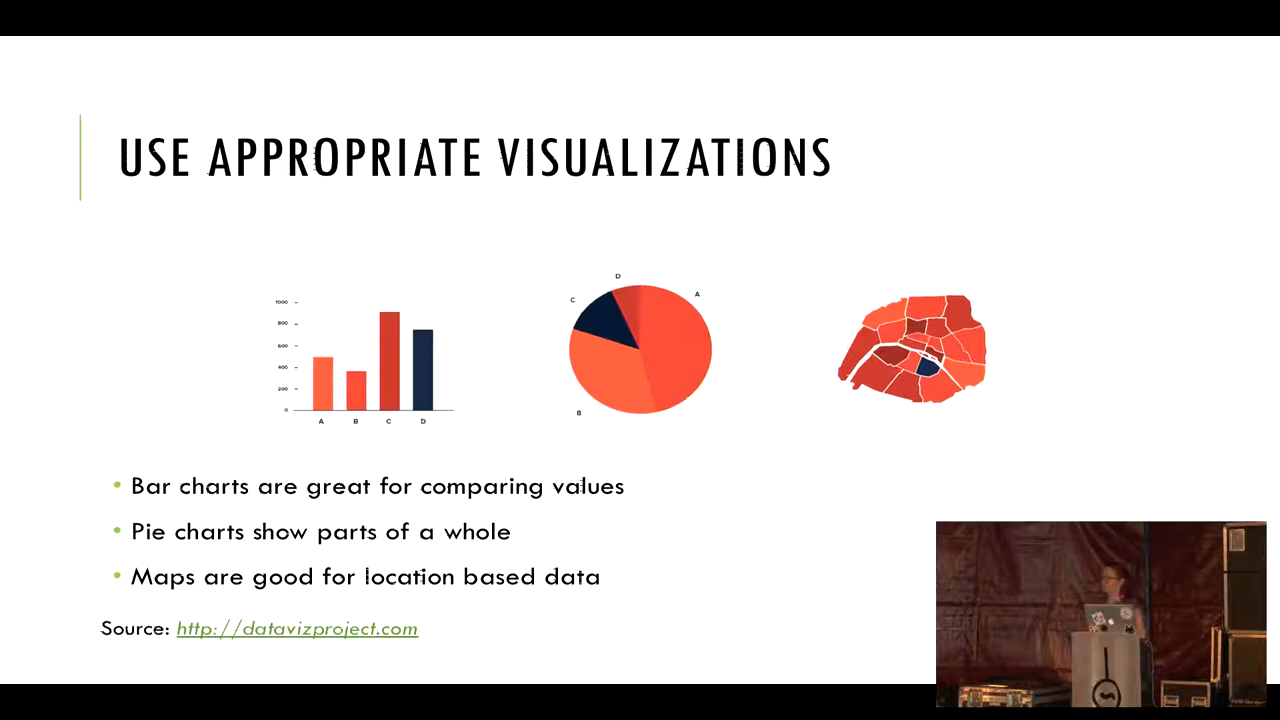 USE APPROPRIATE VISUALIZATIONS
1000
800
600
400
200
0
A B C D
D
A
C
B
• Bar charts are great for comparing values
• Pie charts show parts of a whole
• Maps are good for location based data
Source: http://datavizproject.com